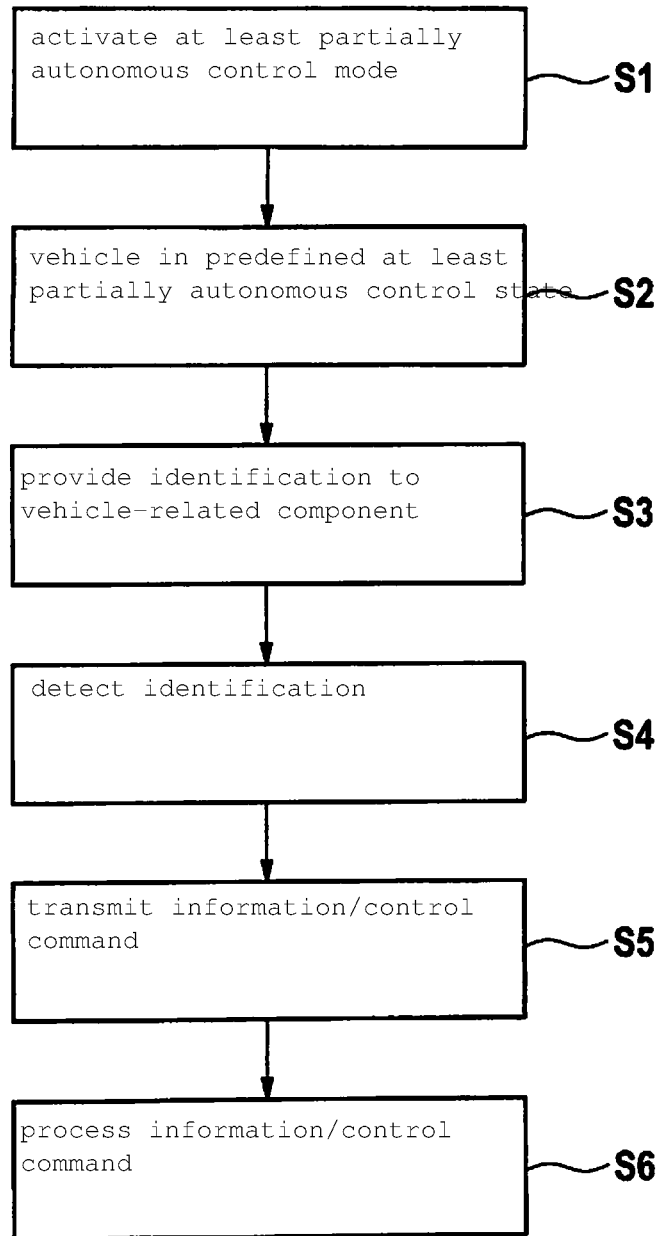 activate at least partially
autonomous control mode
S1
vehicle in predefined at least
partially autonomous control state
S2
provide identification to
vehicle-related component
S3
detect identification
S4
transmit information/control
command
S5
process information/control
command
S6